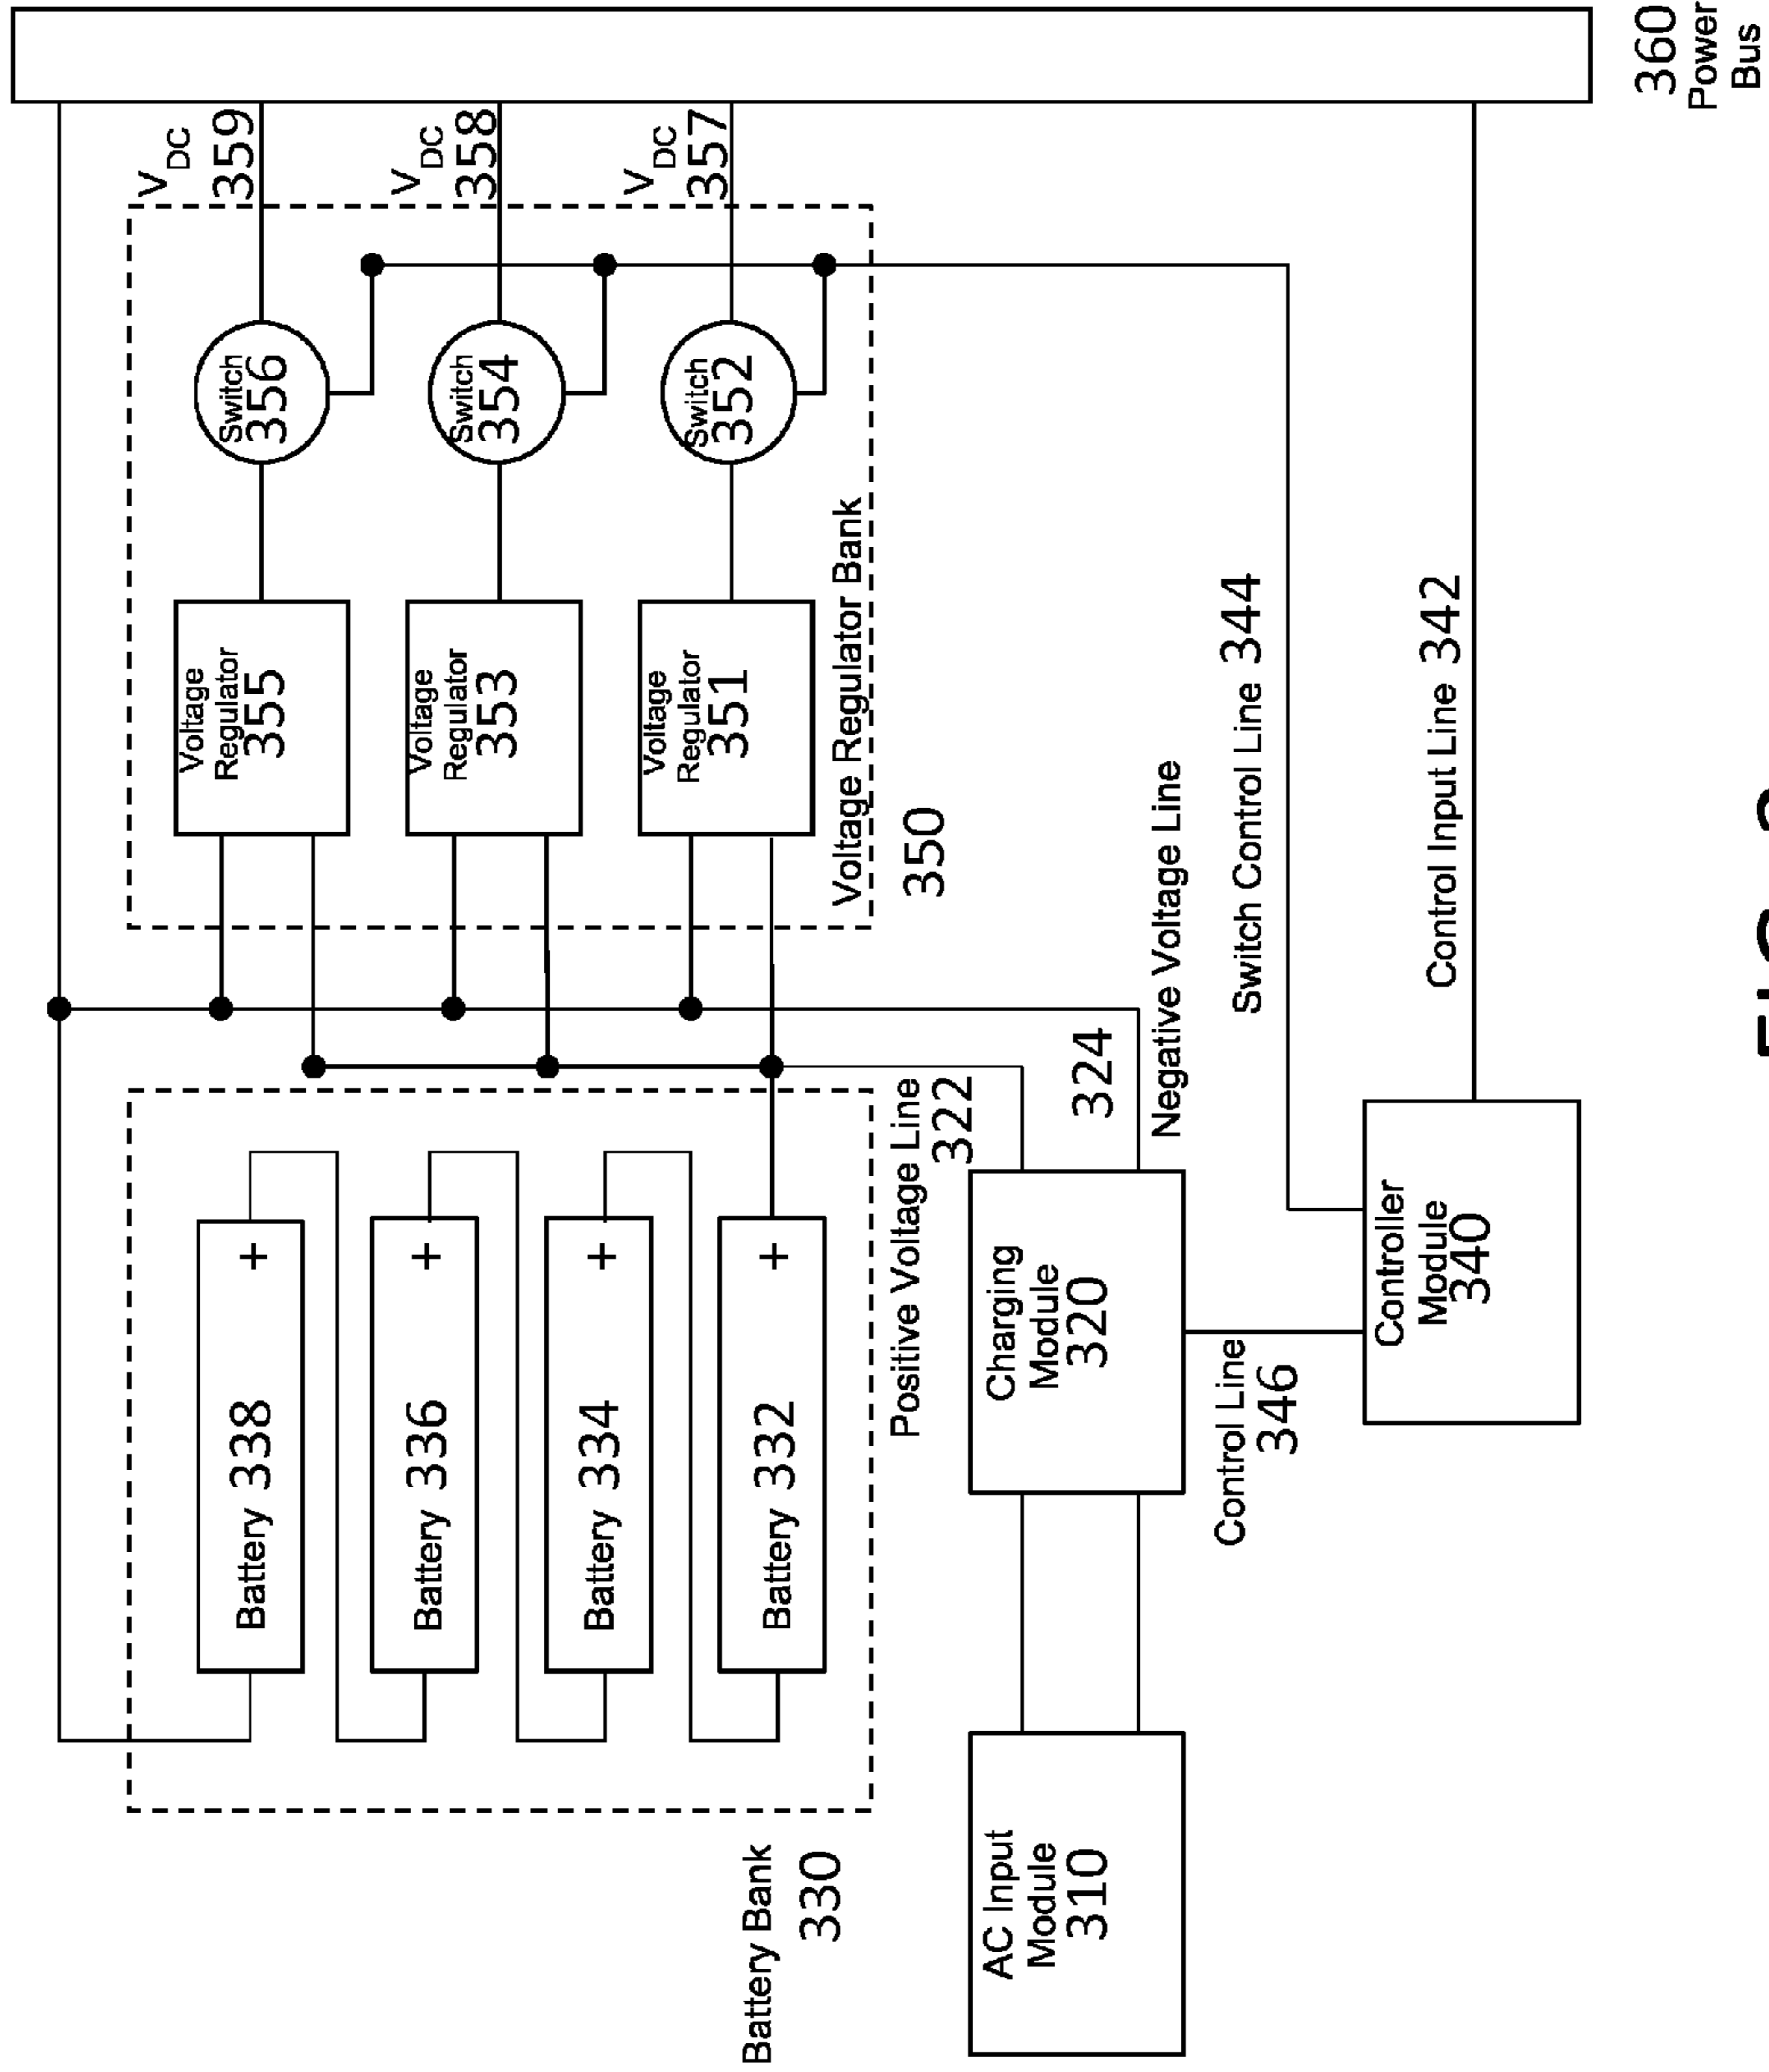 Battery Bank
330
Battery 338
+
Battery 336
+
Battery 334
+
Battery 332
+
Voltage
Regulator
355
Voltage
Regulator
353
Voltage
Regulator
351
Voltage Regulator Bank
350
Switch
356
Switch
354
Switch
352
VDC
359
VDC
358
VDC
357
Positive Voltage Line
322
324
Negative Voltage Line
AC Input
Module
310
Charging
Module
320
Control Line
346
Controller
Module
340
Switch Control Line 344
Control Input Line 342
360
Power
Bus